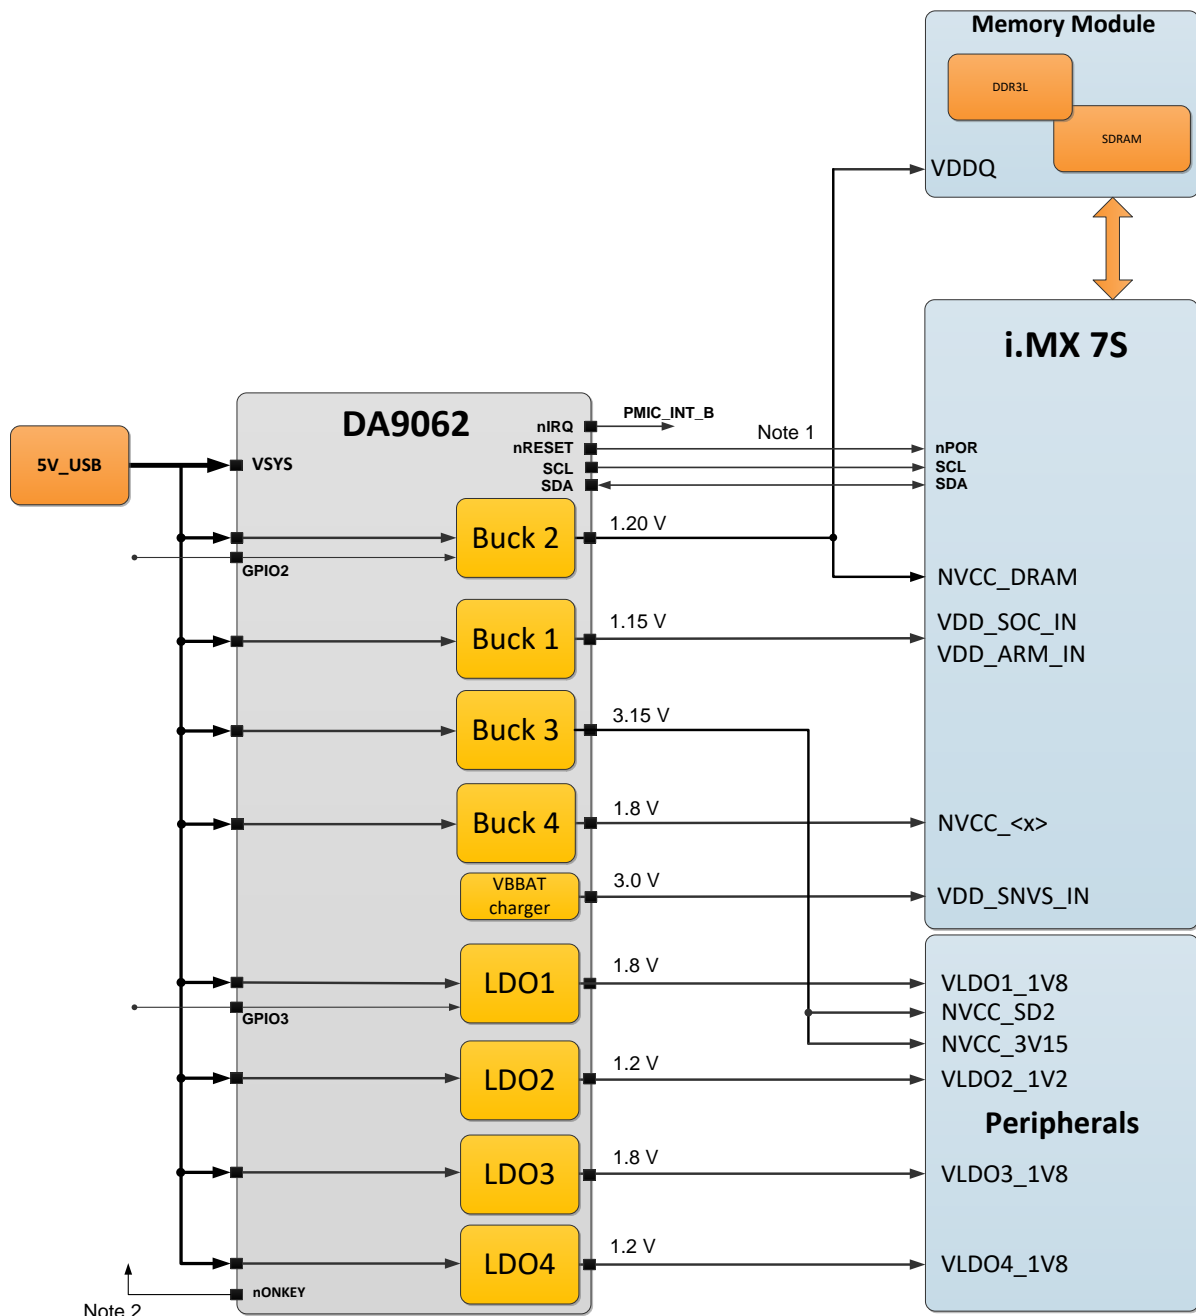 Memory Module
DDR3L
SDRAM
VDDQ
i.MX 7S
DA9062
nIRQ
PMIC_INT_B
nRESET
Note 1
nPOR
5V_USB
VSYS
SCL
SCL
SDA
SDA
Buck 2
1.20 V
GPIO2
NVCC_DRAM
Buck 1
1.15 V
VDD_SOC_IN
VDD_ARM_IN
Buck 3
3.15 V
Buck 4
1.8 V
NVCC_<x>
VBBAT
charger
3.0 V
VDD_SNVS_IN
LDO1
1.8 V
VLDO1_1V8
GPIO3
NVCC_SD2
NVCC_3V15
LDO2
1.2 V
VLDO2_1V2
Peripherals
LDO3
1.8 V
VLDO3_1V8
LDO4
1.2 V
VLDO4_1V8
nONKEY
Note 2